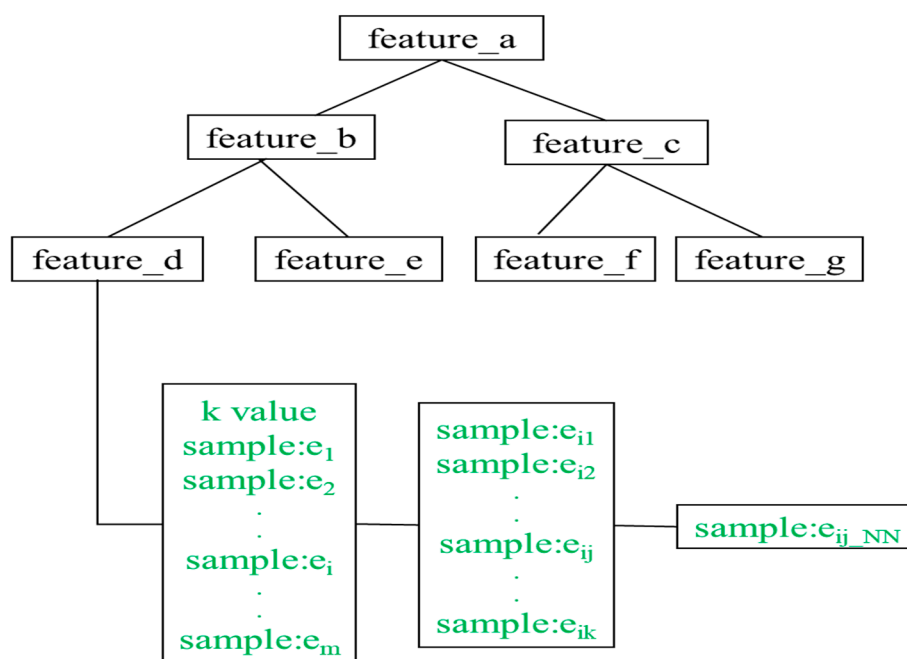 feature_a
feature_b
feature_c
feature_d
feature_e
feature_f
feature_g
k value
sample:e₁
sample:e₂
.
.
sample:eᵢ
.
.
sample:eₘ
sample:eᵢ₁
sample:eᵢ₂
.
.
sample:eᵢⱼ
.
.
sample:eᵢₖ
sample:eᵢⱼ_NN